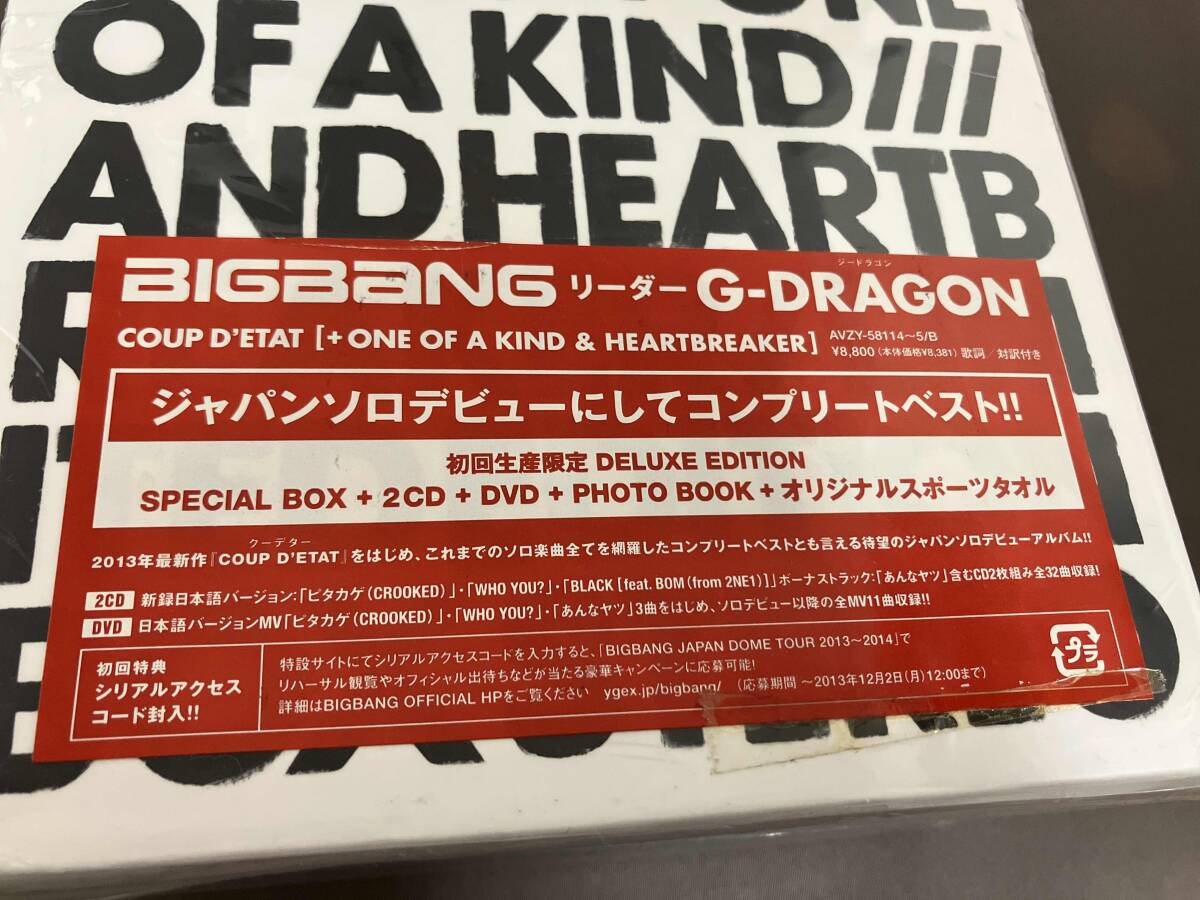 ONE
OF A KIND///
AND HEARTB
BIGBANG リーダー G-DRAGON
ジードラゴン
COUP D'ETAT [+ONE OF A KIND & HEARTBREAKER]
AVZY-58114〜5/B
¥8,800(本体価格¥8,381)歌詞/対訳付き
ジャパンソロデビューにしてコンプリートベスト!!
初回生産限定 DELUXE EDITION
SPECIAL BOX + 2CD + DVD + PHOTO BOOK + オリジナルスポーツタオル
クーデター
2013年最新作『COUP D'ETAT』をはじめ、これまでのソロ楽曲全てを網羅したコンプリートベストとも言える待望のジャパンソロデビューアルバム!!
2CD 新録日本語バージョン:「ピタカゲ(CROOKED)」・「WHO YOU?」・「BLACK [feat. BOM(from 2NE1)]」ボーナストラック:「あんなヤツ」含むCD2枚組み全32曲収録!
DVD 日本語バージョンMV「ピタカゲ(CROOKED)」・「WHO YOU?」・「あんなヤツ」3曲をはじめ、ソロデビュー以降の全MV11曲収録!!
初回特典
シリアルアクセス
コード封入!!
特設サイトにてシリアルアクセスコードを入力すると、「BIGBANG JAPAN DOME TOUR 2013〜2014」で
リハーサル観覧やオフィシャル出待ちなどが当たる豪華キャンペーンに応募可能!
詳細はBIGBANG OFFICIAL HPをご覧ください ygex.jp/bigbang/ (応募期間 〜2013年12月2日(月)12:00まで)
プラ